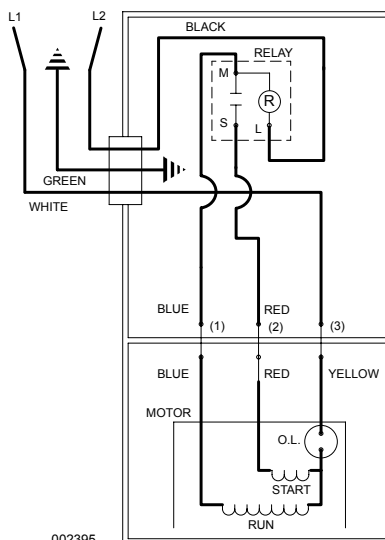 L1
L2
BLACK
RELAY
M
R
S
L
GREEN
WHITE
BLUE
RED
(1)
(2)
(3)
BLUE
RED
YELLOW
MOTOR
O.L.
START
RUN
002395